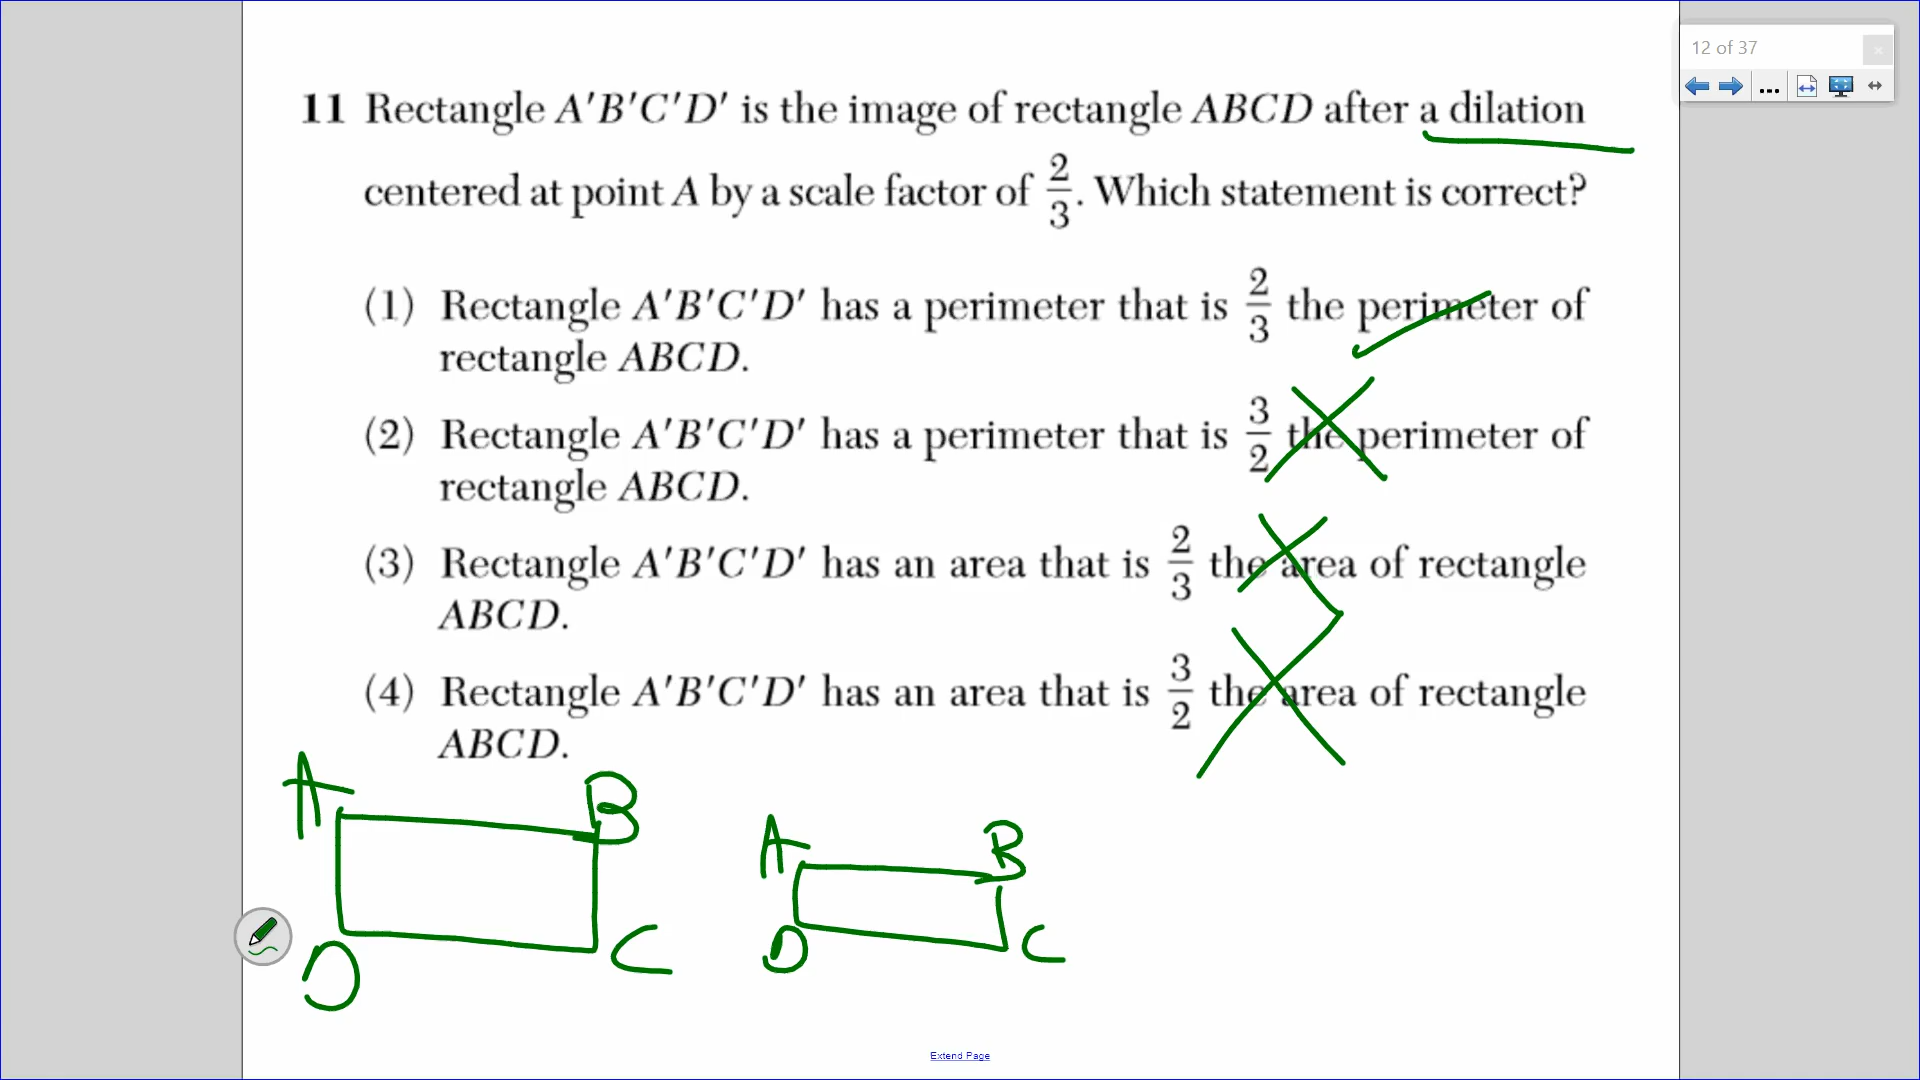 12 of 37
11 Rectangle A′B′C′D′ is the image of rectangle ABCD after a dilation
centered at point A by a scale factor of 2/3. Which statement is correct?
(1) Rectangle A′B′C′D′ has a perimeter that is 2/3 the perimeter of
rectangle ABCD.
(2) Rectangle A′B′C′D′ has a perimeter that is 3/2 the perimeter of
rectangle ABCD.
(3) Rectangle A′B′C′D′ has an area that is 2/3 the area of rectangle
ABCD.
(4) Rectangle A′B′C′D′ has an area that is 3/2 the area of rectangle
ABCD.
A B
D C
A B
D C
Extend Page